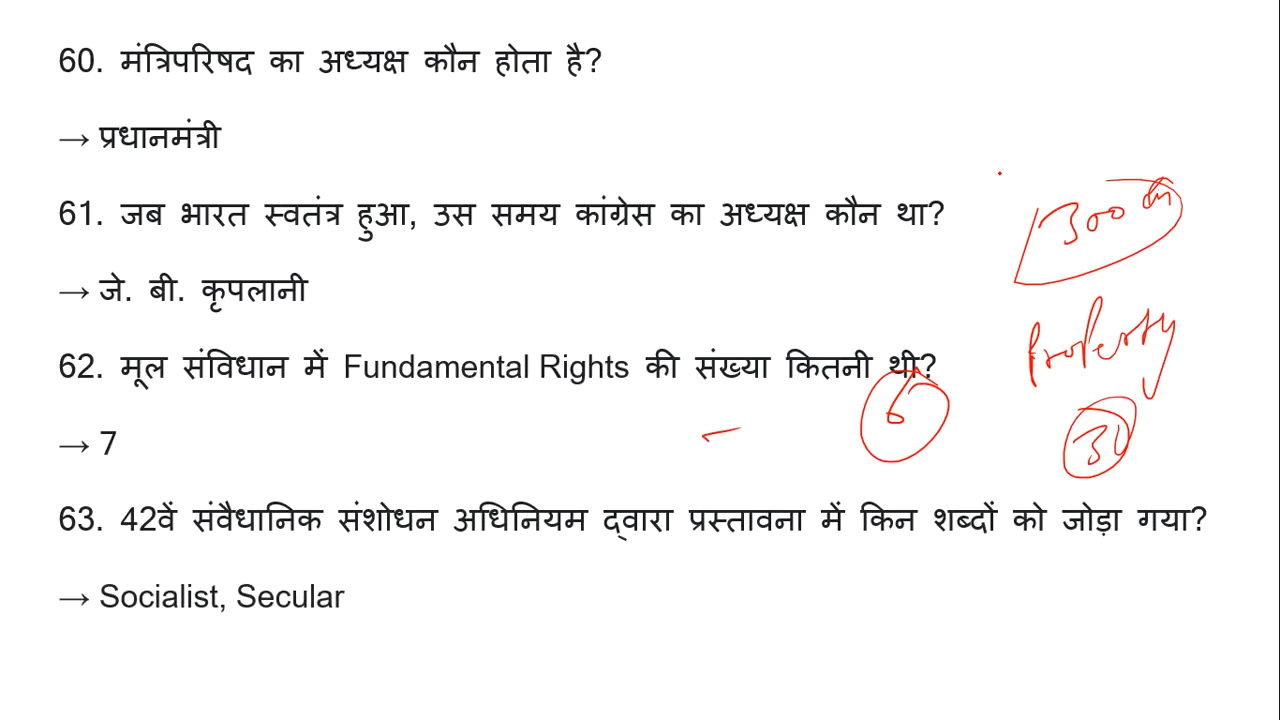 60. मंत्रिपरिषद का अध्यक्ष कौन होता है?
→ प्रधानमंत्री
61. जब भारत स्वतंत्र हुआ, उस समय कांग्रेस का अध्यक्ष कौन था?
300 क
→ जे. बी. कृपलानी
Property
62. मूल संविधान में Fundamental Rights की संख्या कितनी थी?
6
→ 7
31
63. 42वें संवैधानिक संशोधन अधिनियम द्वारा प्रस्तावना में किन शब्दों को जोड़ा गया?
→ Socialist, Secular